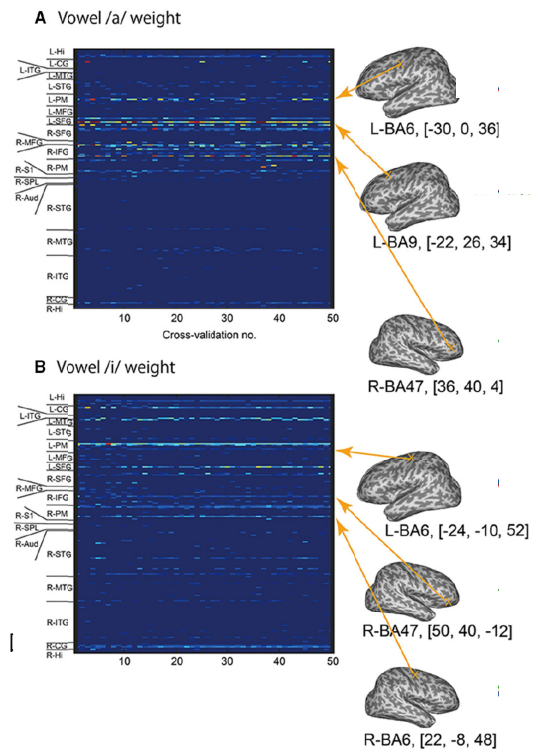 A Vowel /a/ weight
L-Hi
L-CG
L-ITG
L-MTG
L-STG
L-PM
L-MFG
L-SFG
R-SFG
R-MFG
R-IFG
R-S1
R-PM
R-SPL
R-Aud
R-STG
R-MTG
R-ITG
R-CG
R-Hi
10 20 30 40 50
Cross-validation no.
L-BA6, [-30, 0, 36]
L-BA9, [-22, 26, 34]
R-BA47, [36, 40, 4]
B Vowel /i/ weight
L-Hi
L-CG
L-ITG
L-MTG
L-STG
L-PM
L-MFG
L-SFG
R-SFG
R-MFG
R-IFG
R-S1
R-PM
R-SPL
R-Aud
R-STG
R-MTG
R-ITG
R-CG
R-Hi
10 20 30 40 50
L-BA6, [-24, -10, 52]
R-BA47, [50, 40, -12]
R-BA6, [22, -8, 48]